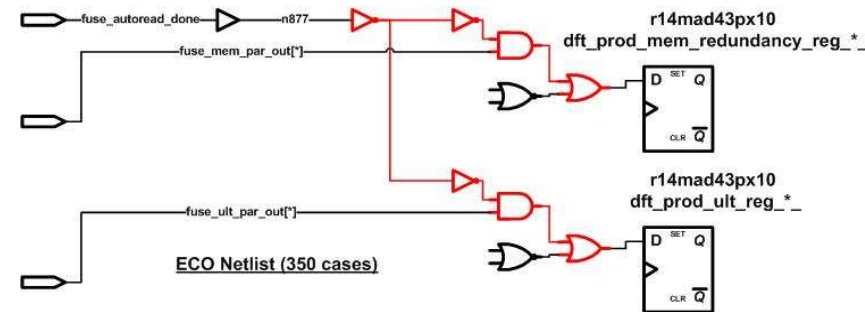 r14mad43px10
dft_prod_mem_redundancy_reg_*_
fuse_autoread_done
n877
fuse_mem_par_out[*]
D SET Q
CLR Q
r14mad43px10
dft_prod_ult_reg_*_
fuse_ult_par_out[*]
D SET Q
CLR Q
ECO Netlist (350 cases)